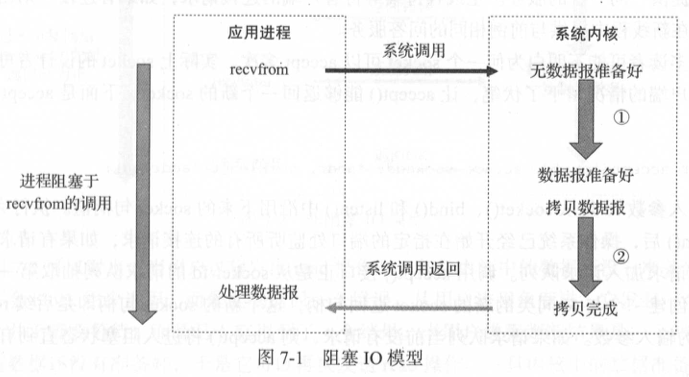 应用进程
系统内核
recvfrom
系统调用
无数据报准备好
①
进程阻塞于
recvfrom的调用
数据报准备好
拷贝数据报
②
系统调用返回
处理数据报
拷贝完成
图 7-1 阻塞 IO 模型